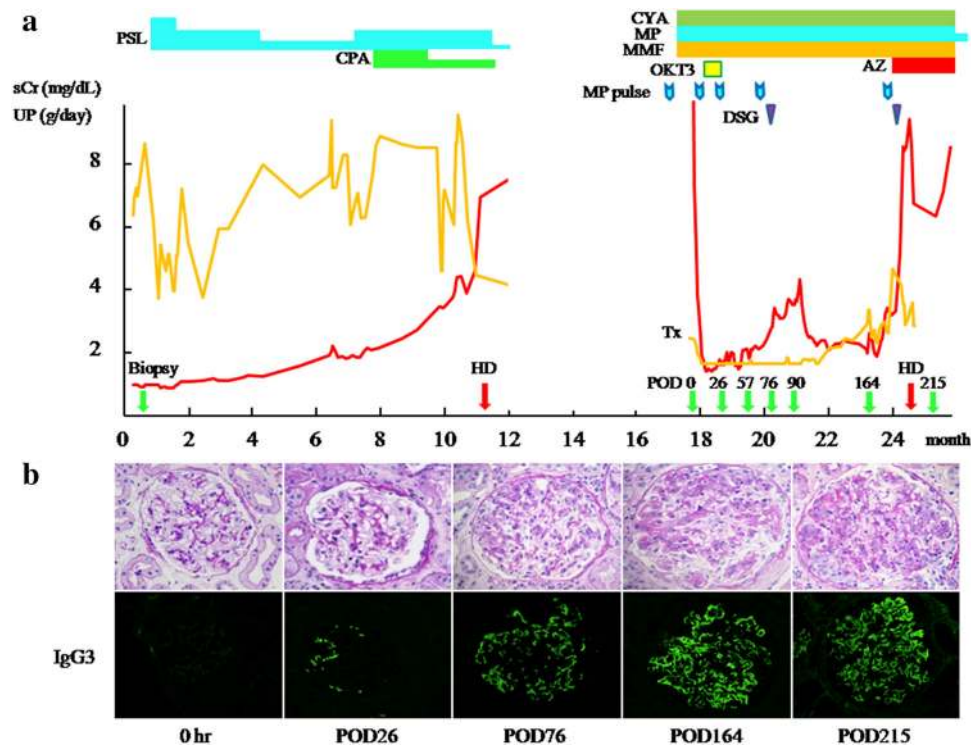 a
PSL
CPA
CYA
MP
MMF
OKT3
AZ
MP pulse
DSG
sCr (mg/dL)
UP (g/day)
8
6
4
2
Biopsy
HD
Tx
POD 0 26 57 76 90 164 HD 215
0 2 4 6 8 10 12 14 16 18 20 22 24 month
b
IgG3
0 hr POD26 POD76 POD164 POD215